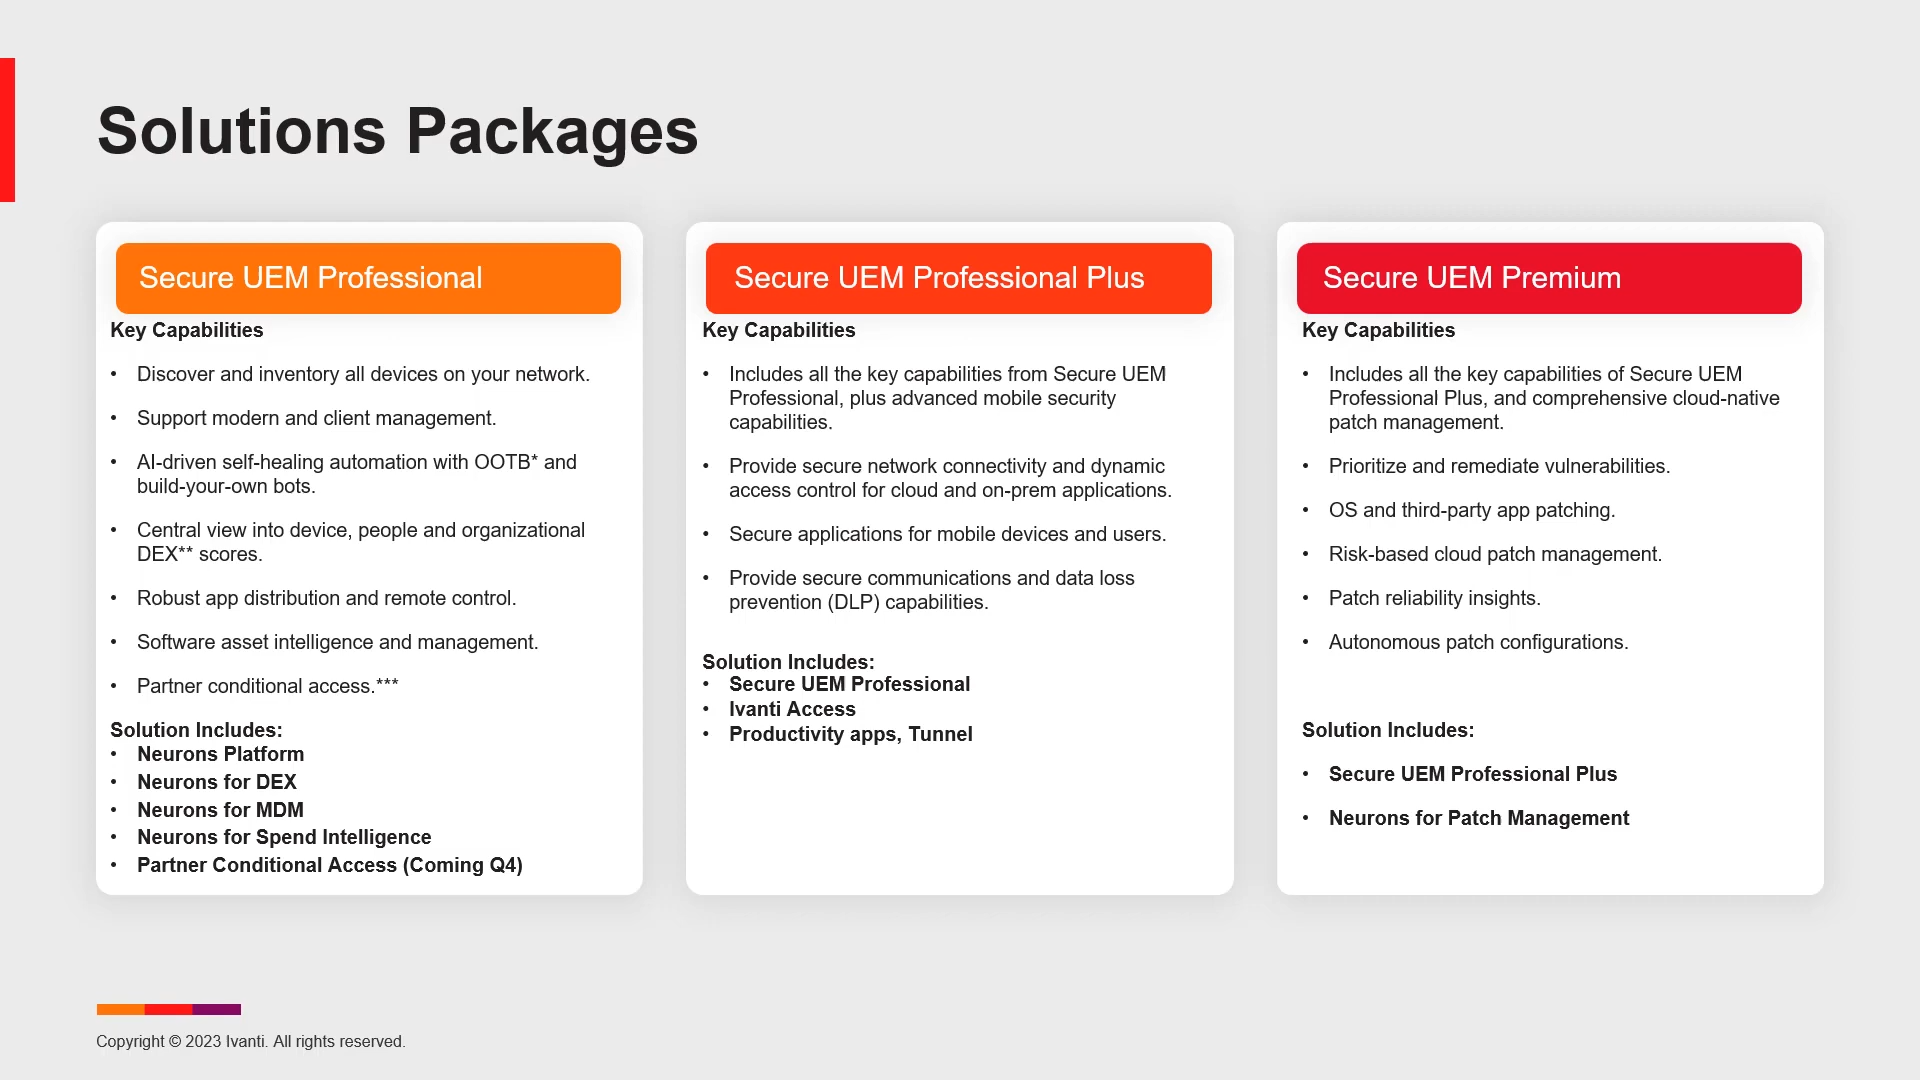 Solutions Packages
Secure UEM Professional
Key Capabilities
• Discover and inventory all devices on your network.
• Support modern and client management.
• AI-driven self-healing automation with OOTB* and
build-your-own bots.
• Central view into device, people and organizational
DEX** scores.
• Robust app distribution and remote control.
• Software asset intelligence and management.
• Partner conditional access.***
Solution Includes:
• Neurons Platform
• Neurons for DEX
• Neurons for MDM
• Neurons for Spend Intelligence
• Partner Conditional Access (Coming Q4)
Secure UEM Professional Plus
Key Capabilities
• Includes all the key capabilities from Secure UEM
Professional, plus advanced mobile security
capabilities.
• Provide secure network connectivity and dynamic
access control for cloud and on-prem applications.
• Secure applications for mobile devices and users.
• Provide secure communications and data loss
prevention (DLP) capabilities.
Solution Includes:
• Secure UEM Professional
• Ivanti Access
• Productivity apps, Tunnel
Secure UEM Premium
Key Capabilities
• Includes all the key capabilities of Secure UEM
Professional Plus, and comprehensive cloud-native
patch management.
• Prioritize and remediate vulnerabilities.
• OS and third-party app patching.
• Risk-based cloud patch management.
• Patch reliability insights.
• Autonomous patch configurations.
Solution Includes:
• Secure UEM Professional Plus
• Neurons for Patch Management
Copyright © 2023 Ivanti. All rights reserved.